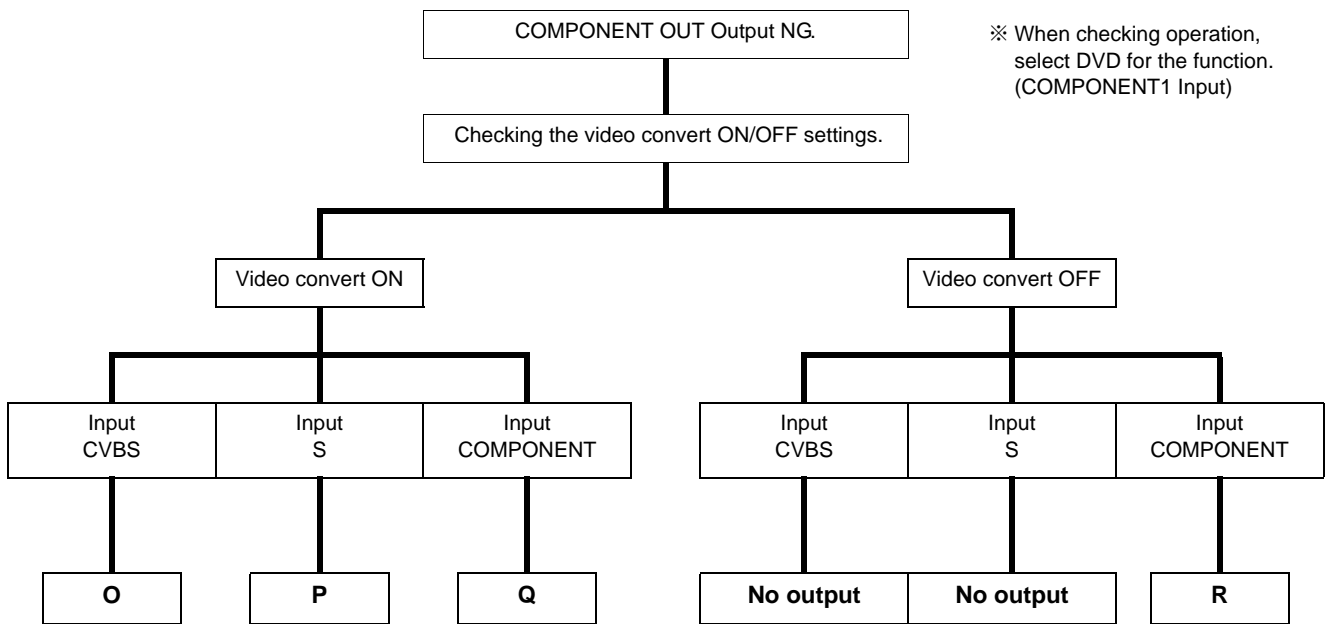 COMPONENT OUT Output NG.
※ When checking operation,
select DVD for the function.
(COMPONENT1 Input)
Checking the video convert ON/OFF settings.
Video convert ON
Video convert OFF
Input
CVBS
Input
S
Input
COMPONENT
Input
CVBS
Input
S
Input
COMPONENT
O
P
Q
No output
No output
R